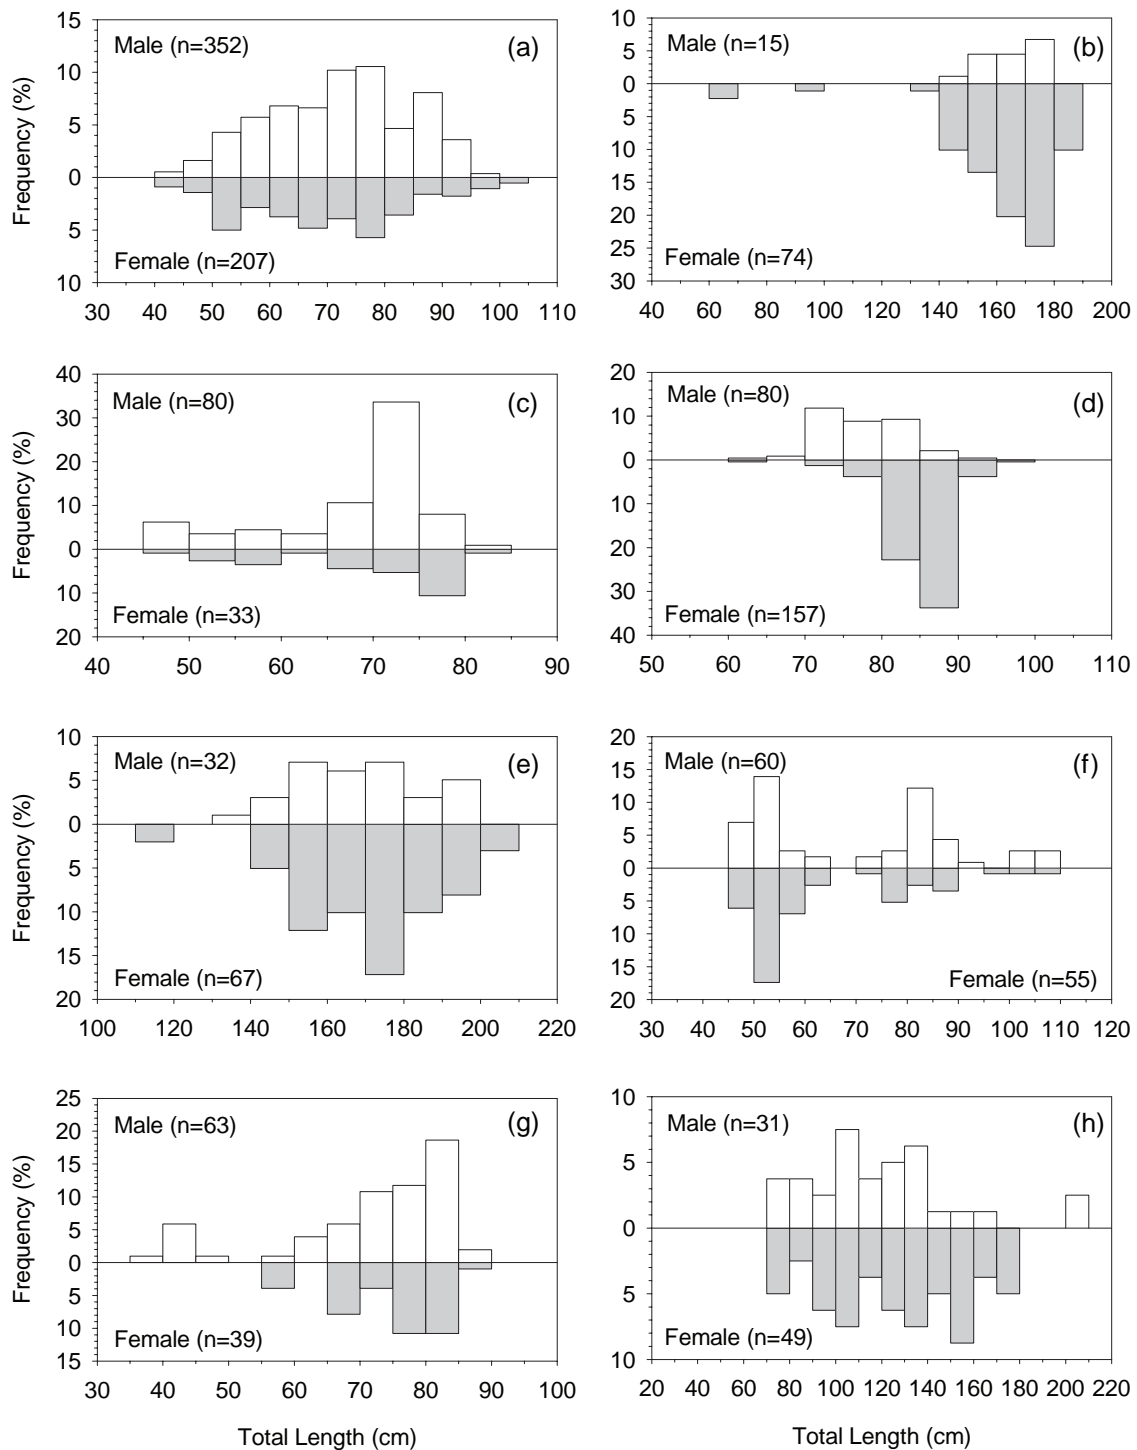 15
10
5
0
5
10
Frequency (%)
Male (n=352)
(a)
Female (n=207)
30 40 50 60 70 80 90 100 110
10
5
0
5
10
15
20
25
30
Male (n=15)
(b)
Female (n=74)
40 60 80 100 120 140 160 180 200
40
30
20
10
0
10
20
Frequency (%)
Male (n=80)
(c)
Female (n=33)
40 50 60 70 80 90
20
10
0
10
20
30
40
Male (n=80)
(d)
Female (n=157)
50 60 70 80 90 100 110
10
5
0
5
10
15
20
Frequency (%)
Male (n=32)
(e)
Female (n=67)
100 120 140 160 180 200 220
20
15
10
5
0
5
10
15
20
Male (n=60)
(f)
Female (n=55)
30 40 50 60 70 80 90 100 110 120
25
20
15
10
5
0
5
10
15
Frequency (%)
Male (n=63)
(g)
Female (n=39)
30 40 50 60 70 80 90 100
Total Length (cm)
10
5
0
5
10
Male (n=31)
(h)
Female (n=49)
20 40 60 80 100 120 140 160 180 200 220
Total Length (cm)